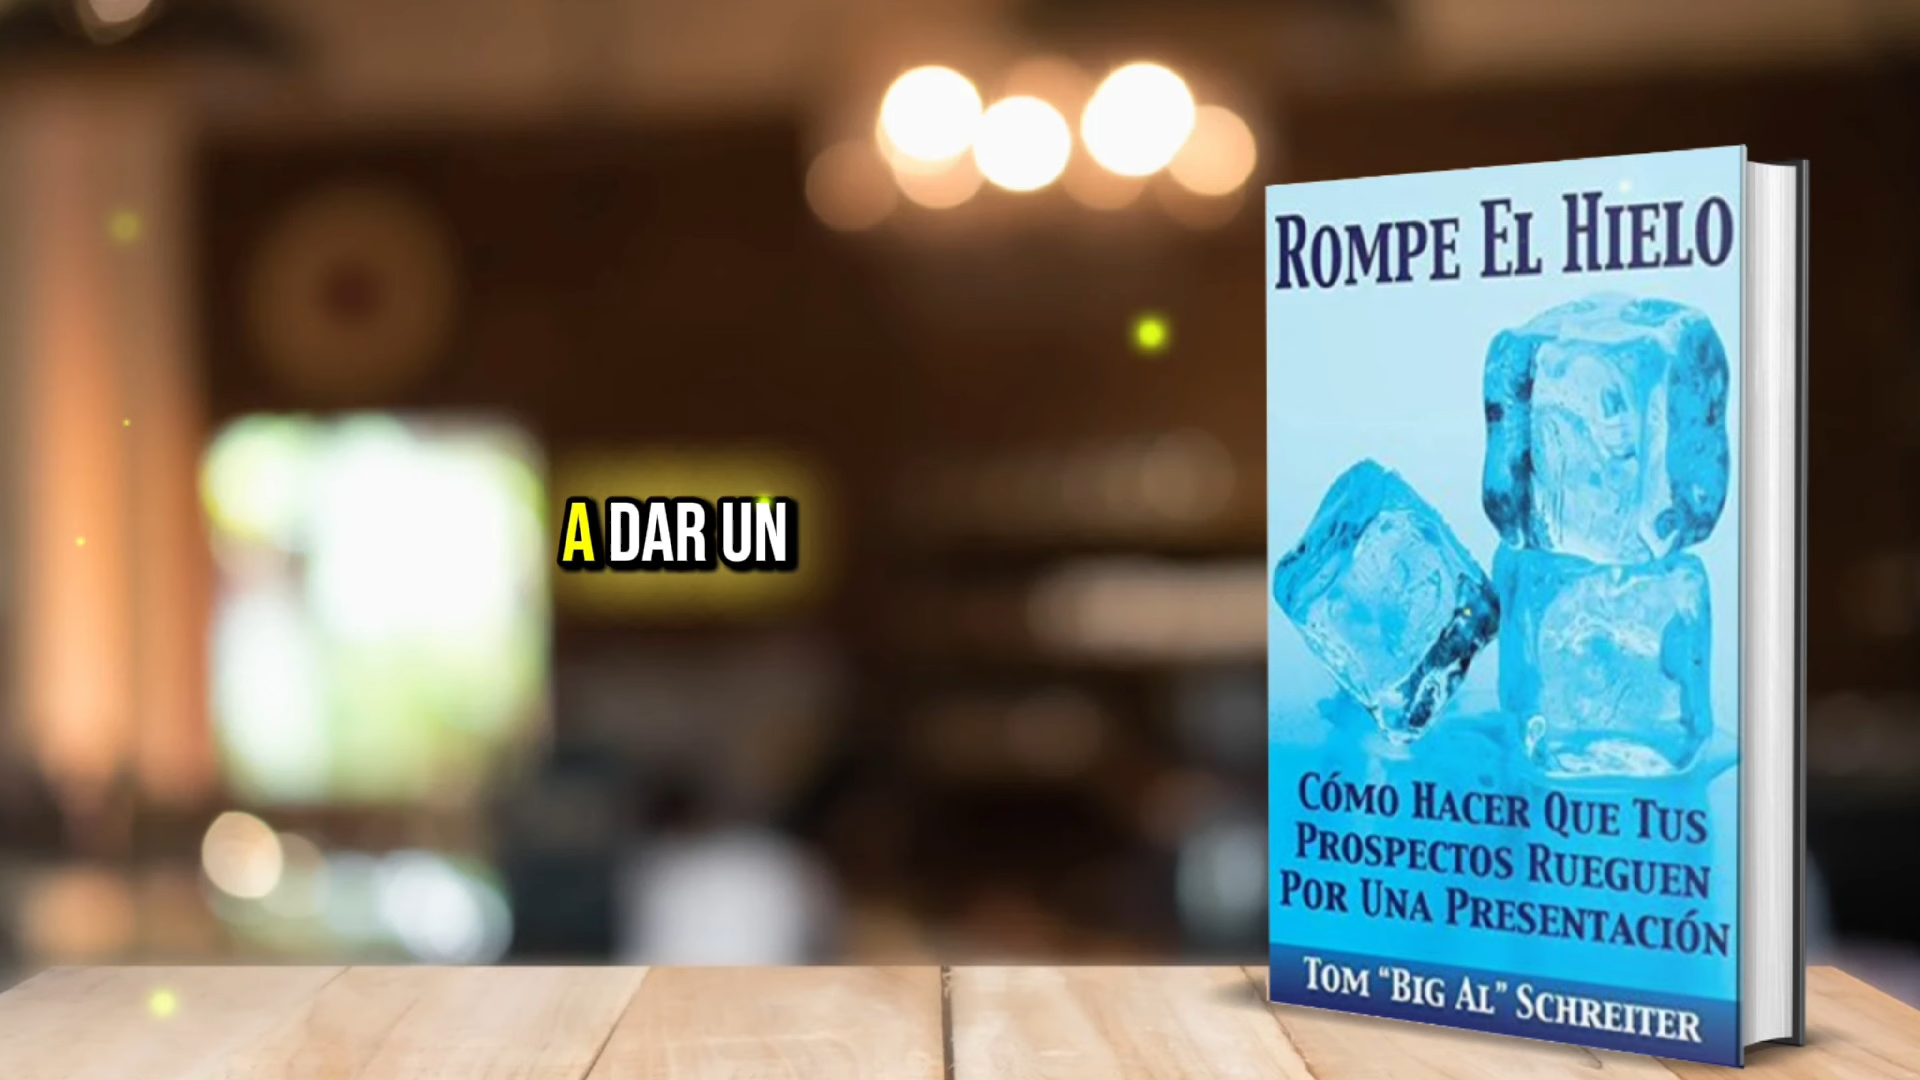 A DAR UN
ROMPE EL HIELO
CÓMO HACER QUE TUS
PROSPECTOS RUEGUEN
POR UNA PRESENTACIÓN
TOM “BIG AL” SCHREITER